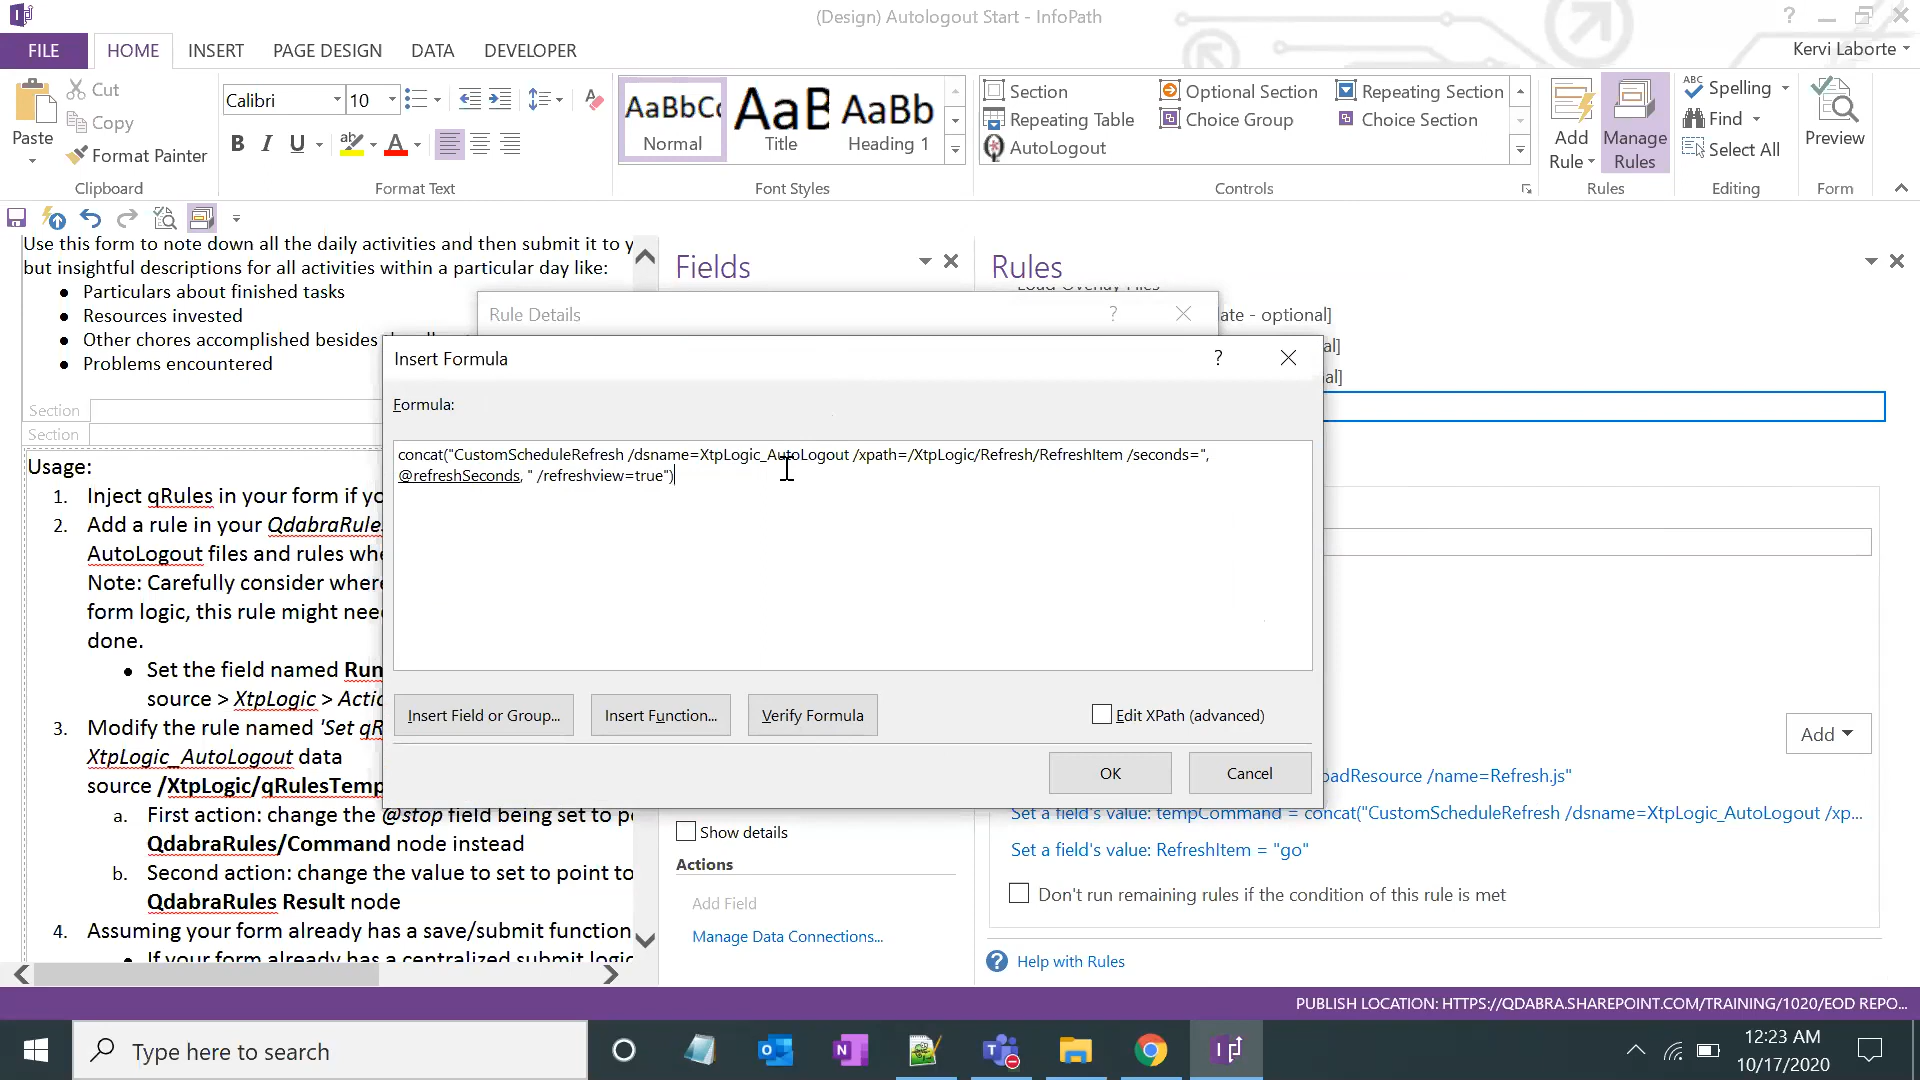 (Design) Autologout Start - InfoPath
?
FILE
HOME
INSERT
PAGE DESIGN
DATA
DEVELOPER
Kervi Laborte
Paste
Cut
Copy
Format Painter
Clipboard
Calibri
10
B I U
A
Format Text
AaBbCc
Normal
AaB
Title
AaBb
Heading 1
Font Styles
Section
Optional Section
Repeating Section
Repeating Table
Choice Group
Choice Section
AutoLogout
Controls
Add
Rule
Manage
Rules
Rules
ABC
Spelling
Find
Select All
Editing
Preview
Form
Use this form to note down all the daily activities and then submit it to y
but insightful descriptions for all activities within a particular day like:
Particulars about finished tasks
Resources invested
Other chores accomplished besides
Problems encountered
Section
Section
Usage:
1. Inject qRules in your form if yo
2. Add a rule in your QdabraRules
AutoLogout files and rules whe
Note: Carefully consider where
form logic, this rule might need
done.
Set the field named Run
source > XtpLogic > Actio
3. Modify the rule named 'Set qR
XtpLogic_AutoLogout data
source /XtpLogic/qRulesTemp
a. First action: change the @stop field being set to po
QdabraRules/Command node instead
b. Second action: change the value to set to point to
QdabraRules Result node
4. Assuming your form already has a save/submit function
If your form already has a centralized submit logic
Fields
Rules
Load Overlay Files
ate - optional]
al]
al]
Rule Details
?
Insert Formula
?
Formula:
concat("CustomScheduleRefresh /dsname=XtpLogic_AutoLogout /xpath=/XtpLogic/Refresh/RefreshItem /seconds=",
@refreshSeconds, " /refreshview=true")
Insert Field or Group...
Insert Function...
Verify Formula
Edit XPath (advanced)
OK
Cancel
Show details
Actions
Add Field
Manage Data Connections...
Add
oadResource /name=Refresh.js"
Set a field's value: tempCommand = concat("CustomScheduleRefresh /dsname=XtpLogic_AutoLogout /xp...
Set a field's value: RefreshItem = "go"
Don't run remaining rules if the condition of this rule is met
? Help with Rules
PUBLISH LOCATION: HTTPS://QDABRA.SHAREPOINT.COM/TRAINING/1020/EOD REPO...
Type here to search
12:23 AM
10/17/2020